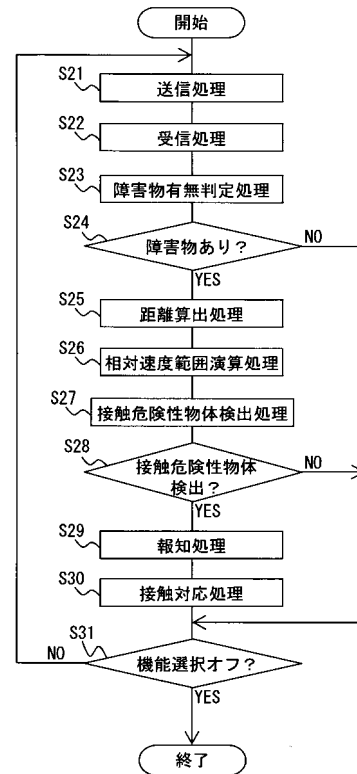 開始
S21
送信処理
S22
受信処理
S23
障害物有無判定処理
S24
障害物あり？
NO
YES
S25
距離算出処理
S26
相対速度範囲演算処理
S27
接触危険性物体検出処理
S28
接触危険性物体
検出？
NO
YES
S29
報知処理
S30
接触対応処理
S31
機能選択オフ？
NO
YES
終了